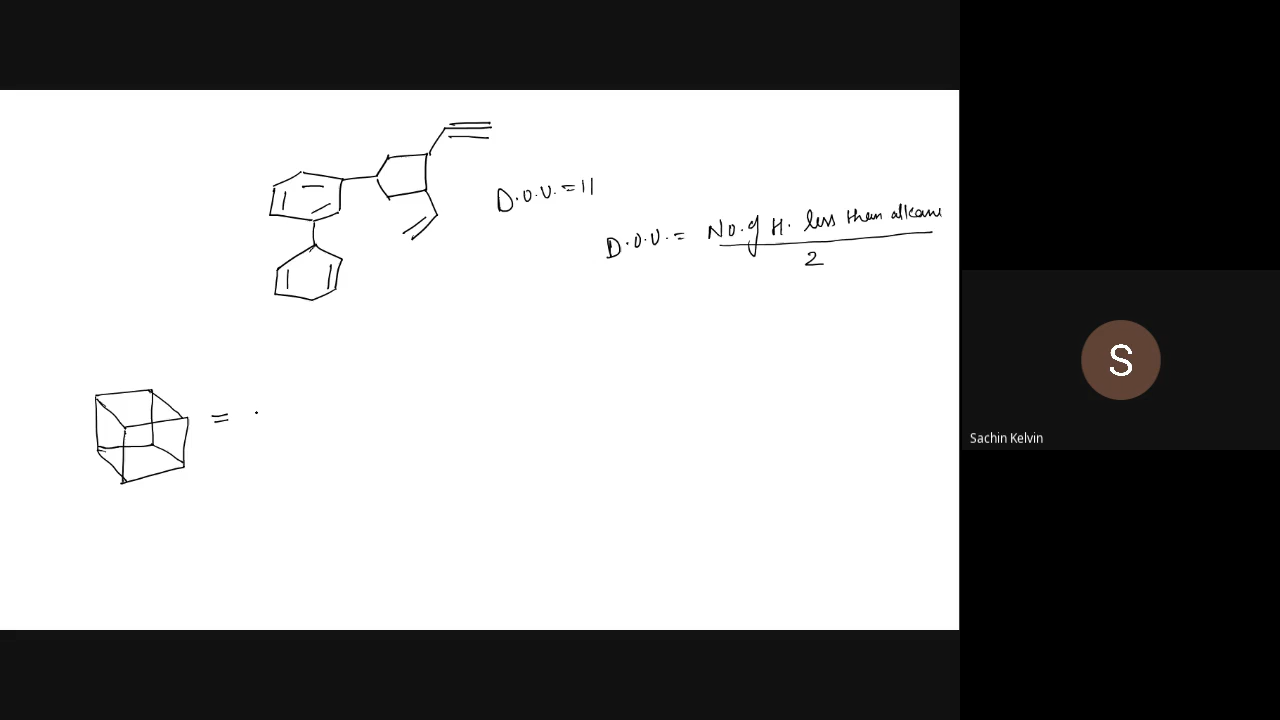 D.O.U. = 11
D.O.U. = No. of H. less than alkane
2
=
S
Sachin Kelvin